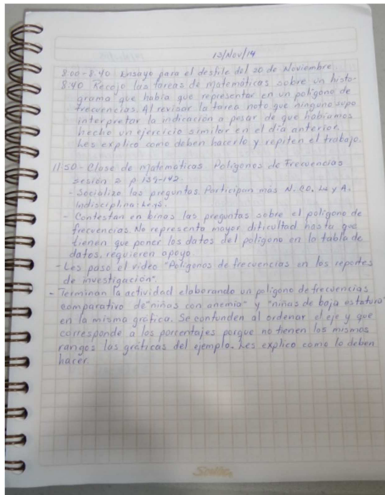 13/Nov/14
8:00-8:40 Ensayo para el desfile del 20 de Noviembre.
8:40 Recojo las tareas de matemáticas sobre un histo-
grama que había que representar en un polígono de
frecuencias. Al revisar la tarea noté que ninguno supo
interpretar la indicación a pesar de que habíamos
hecho un ejercicio similar en el día anterior.
Les explico como deben hacerlo y repiten el trabajo.
11:50- Clase de matemáticas Polígonos de Frecuencias
sesión 2 p.
- Socializo las preguntas Participan más N, CO, Lu y A.
Indisciplina
- Contestan en binas las preguntas sobre el polígono de
frecuencias. No representa mayor dificultad hasta que
tienen que poner los datos del polígono en la tabla de
datos, requieren apoyo.
- Les paso el video "Polígonos de frecuencias en los reportes
de investigación"
- Terminan la actividad elaborando un polígono de frecuencias
comparativo de "niños con anemia" y "niños de baja estatura"
en la misma gráfica. Se confunden al ordenar el eje y que
corresponde a los porcentajes porque no tienen los mismos
rangos las gráficas del ejemplo. Les explico como lo deben
hacer.